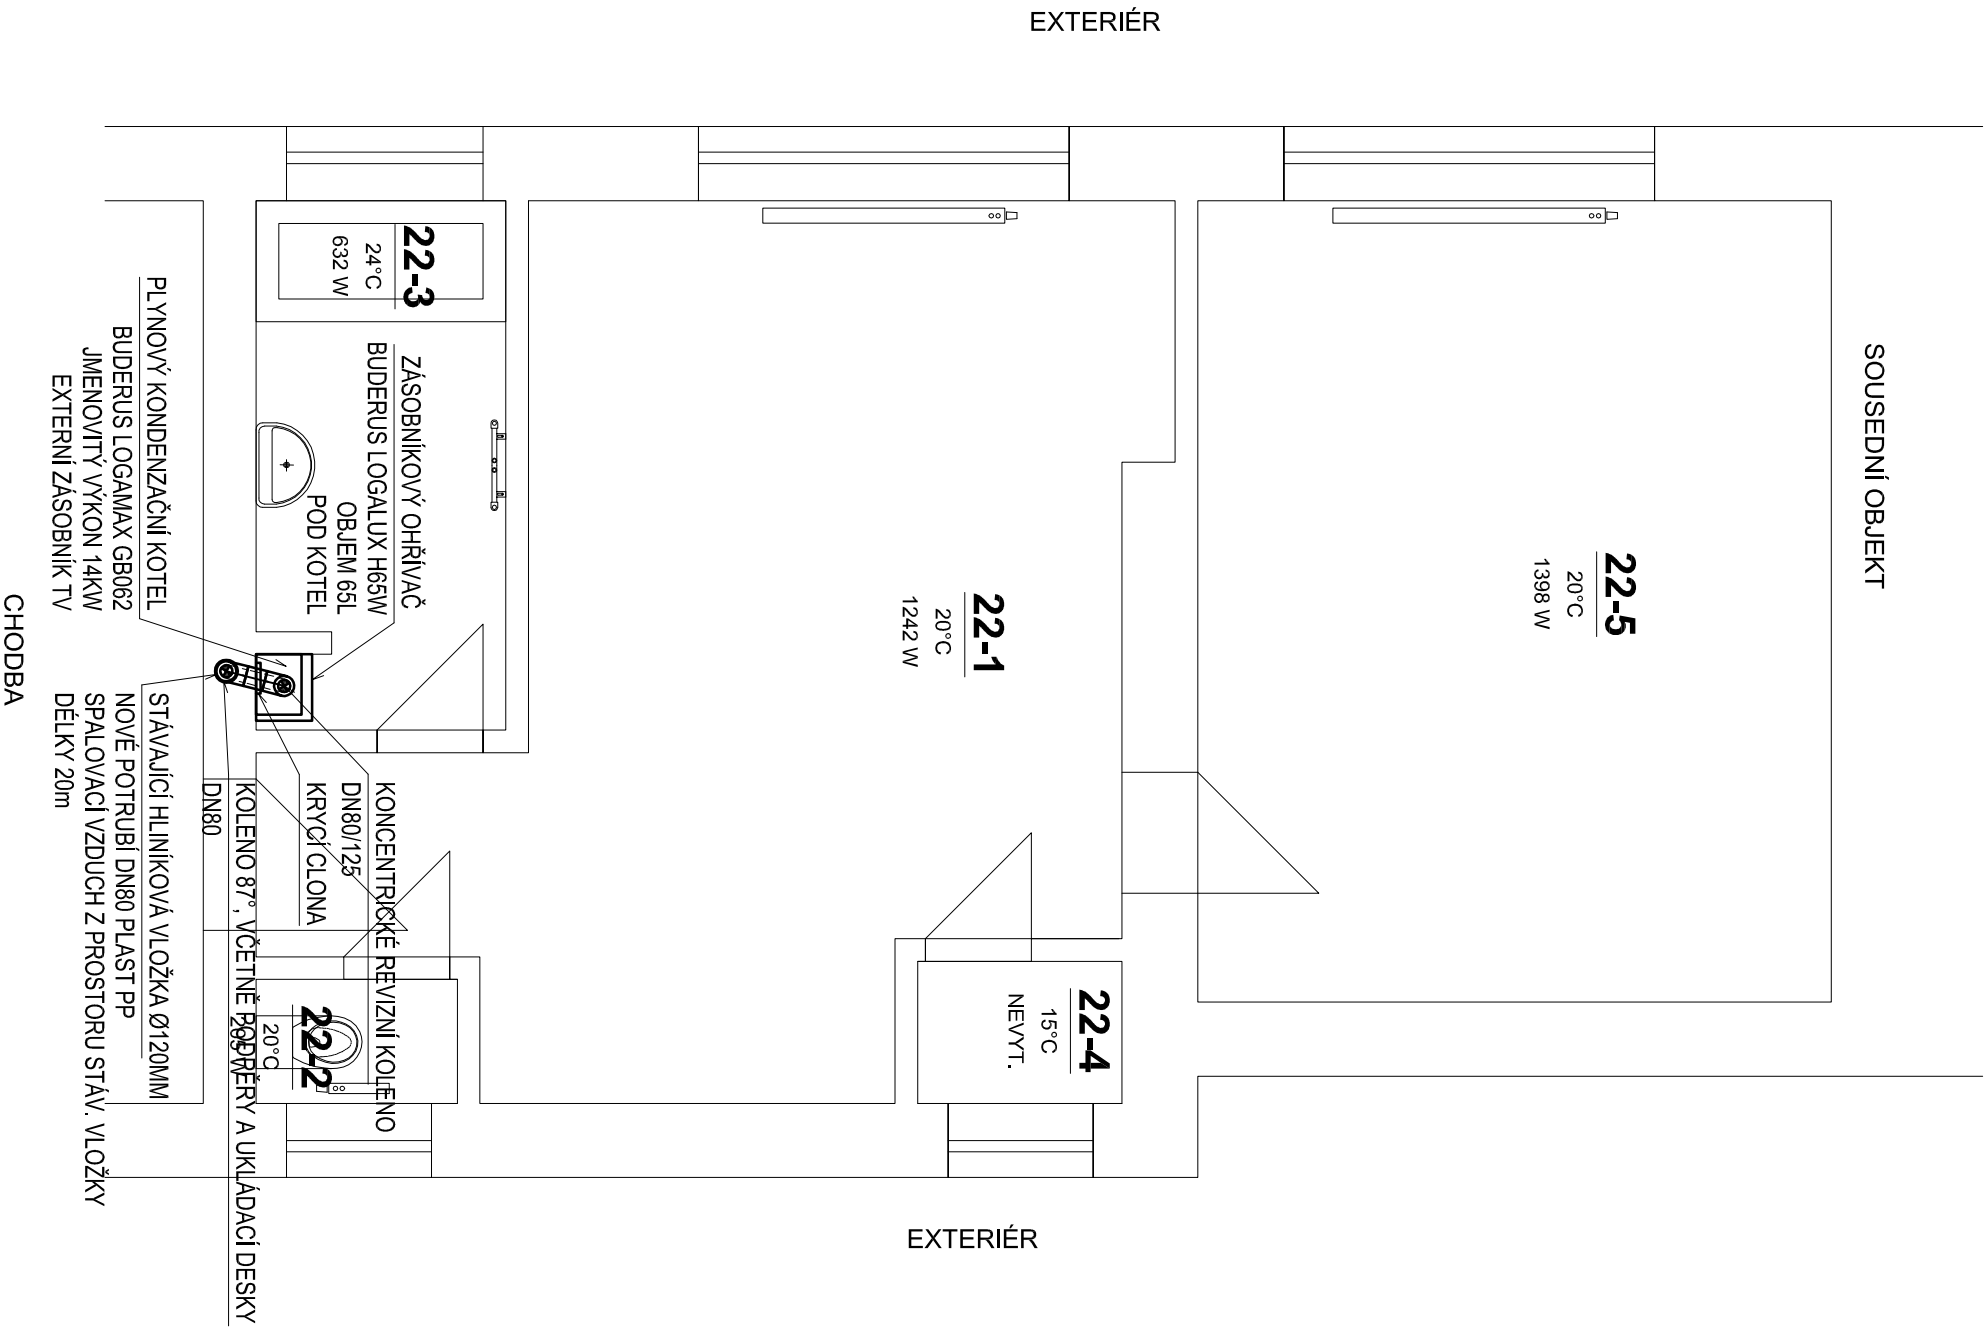 EXTERIÉR
SOUSEDNÍ OBJEKT
22-5
20°C
1398 W
22-1
20°C
1242 W
22-3
24°C
632 W
ZÁSOBNÍKOVÝ OHŘÍVAČ
BUDERUS LOGALUX H65W
OBJEM 65L
POD KOTEL
PLYNOVÝ KONDENZAČNÍ KOTEL
BUDERUS LOGAMAX GB062
JMENOVITÝ VÝKON 14KW
EXTERNÍ ZÁSOBNÍK TV
CHODBA
22-4
15°C
NEVYT.
KONCENTRICKÉ REVIZNÍ KOLENO
DN80/125
KRYCÍ CLONA
22-2
20°C
KOLENO 87°, VČETNĚ PODPĚRY A UKLÁDACÍ DESKY
DN80
STÁVAJÍCÍ HLINÍKOVÁ VLOŽKA Ø120MM
NOVÉ POTRUBÍ DN80 PLAST PP
SPALOVACÍ VZDUCH Z PROSTORU STÁV. VLOŽKY
DÉLKY 20m
EXTERIÉR